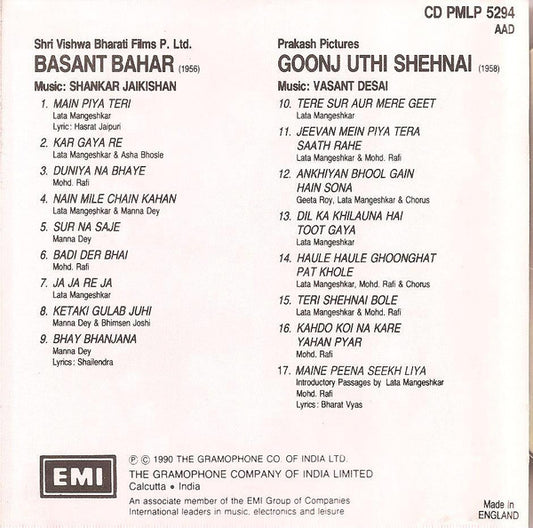 CD PMLP 5294
AAD
Shri Vishwa Bharati Films P. Ltd.
BASANT BAHAR (1956)
Music: SHANKAR JAIKISHAN
1. MAIN PIYA TERI
Lata Mangeshkar
Lyric: Hasrat Jaipuri
2. KAR GAYA RE
Lata Mangeshkar & Asha Bhosle
3. DUNIYA NA BHAYE
Mohd. Rafi
4. NAIN MILE CHAIN KAHAN
Lata Mangeshkar & Manna Dey
5. SUR NA SAJE
Manna Dey
6. BADI DER BHAI
Mohd. Rafi
7. JA JA RE JA
Lata Mangeshkar
8. KETAKI GULAB JUHI
Manna Dey & Bhimsen Joshi
9. BHAY BHANJANA
Manna Dey
Lyrics: Shailendra
Prakash Pictures
GOONJ UTHI SHEHNAI (1958)
Music: VASANT DESAI
10. TERE SUR AUR MERE GEET
Lata Mangeshkar
11. JEEVAN MEIN PIYA TERA
SAATH RAHE
Lata Mangeshkar & Mohd. Rafi
12. ANKHIYAN BHOOL GAIN
HAIN SONA
Geeta Roy, Lata Mangeshkar & Chorus
13. DIL KA KHILAUNA HAI
TOOT GAYA
Lata Mangeshkar
14. HAULE HAULE GHOONGHAT
PAT KHOLE
Lata Mangeshkar, Mohd. Rafi & Chorus
15. TERI SHEHNAI BOLE
Lata Mangeshkar & Mohd. Rafi
16. KAHDO KOI NA KARE
YAHAN PYAR
Mohd. Rafi
17. MAINE PEENA SEEKH LIYA
Introductory Passages by Lata Mangeshkar
Mohd. Rafi
Lyrics: Bharat Vyas
EMI
℗ © 1990 THE GRAMOPHONE CO. OF INDIA LTD.
THE GRAMOPHONE COMPANY OF INDIA LIMITED
Calcutta • India
An associate member of the EMI Group of Companies
International leaders in music, electronics and leisure
Made in
ENGLAND